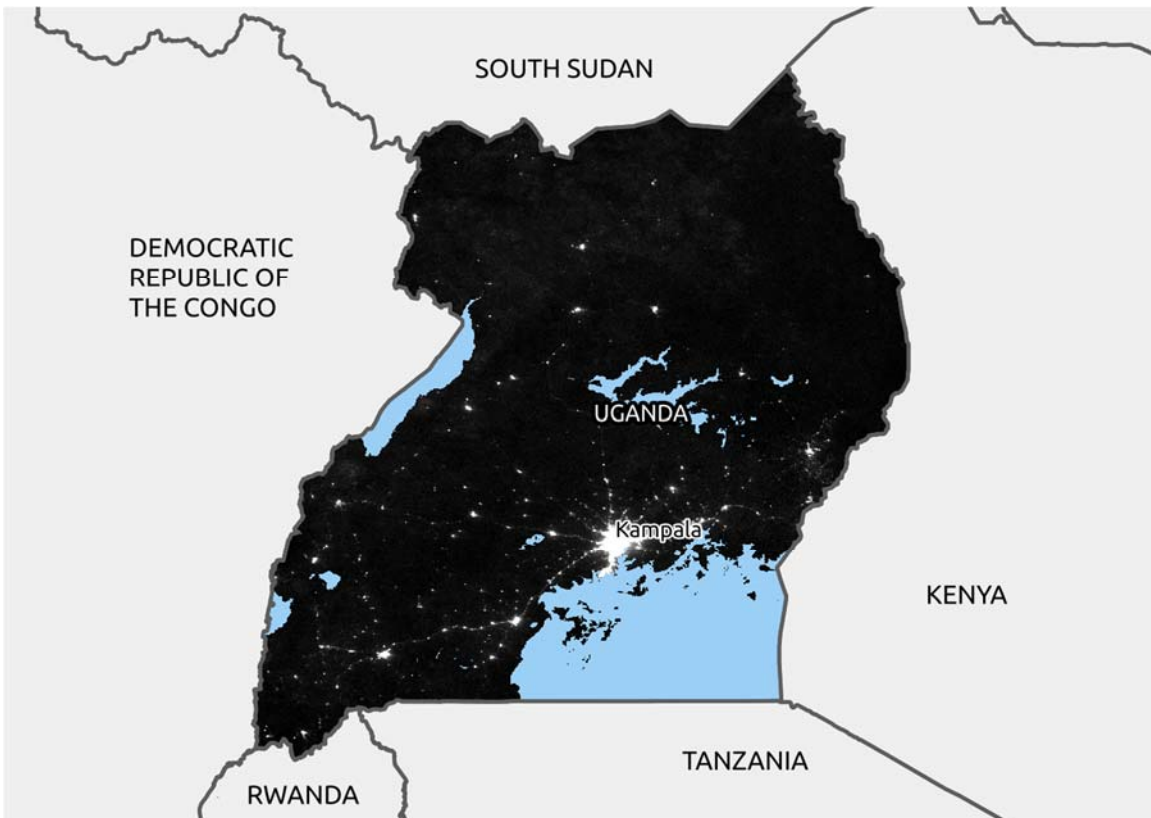 SOUTH SUDAN
DEMOCRATIC
REPUBLIC OF
THE CONGO
UGANDA
Kampala
KENYA
TANZANIA
RWANDA